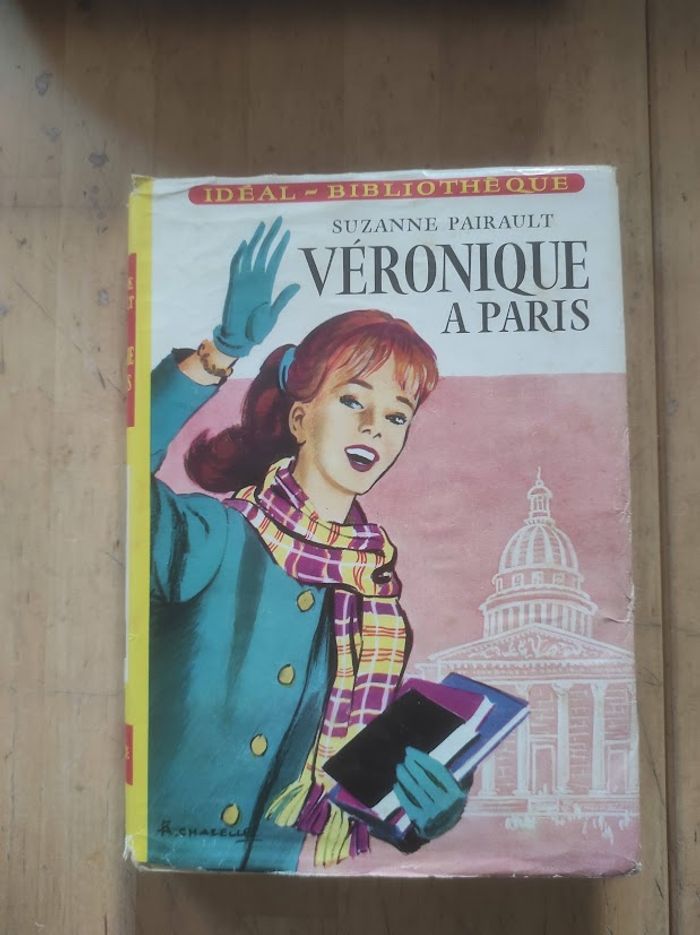 IDÉAL - BIBLIOTHÈQUE
SUZANNE PAIRAULT
VÉRONIQUE
A PARIS
A. CHAZELLE